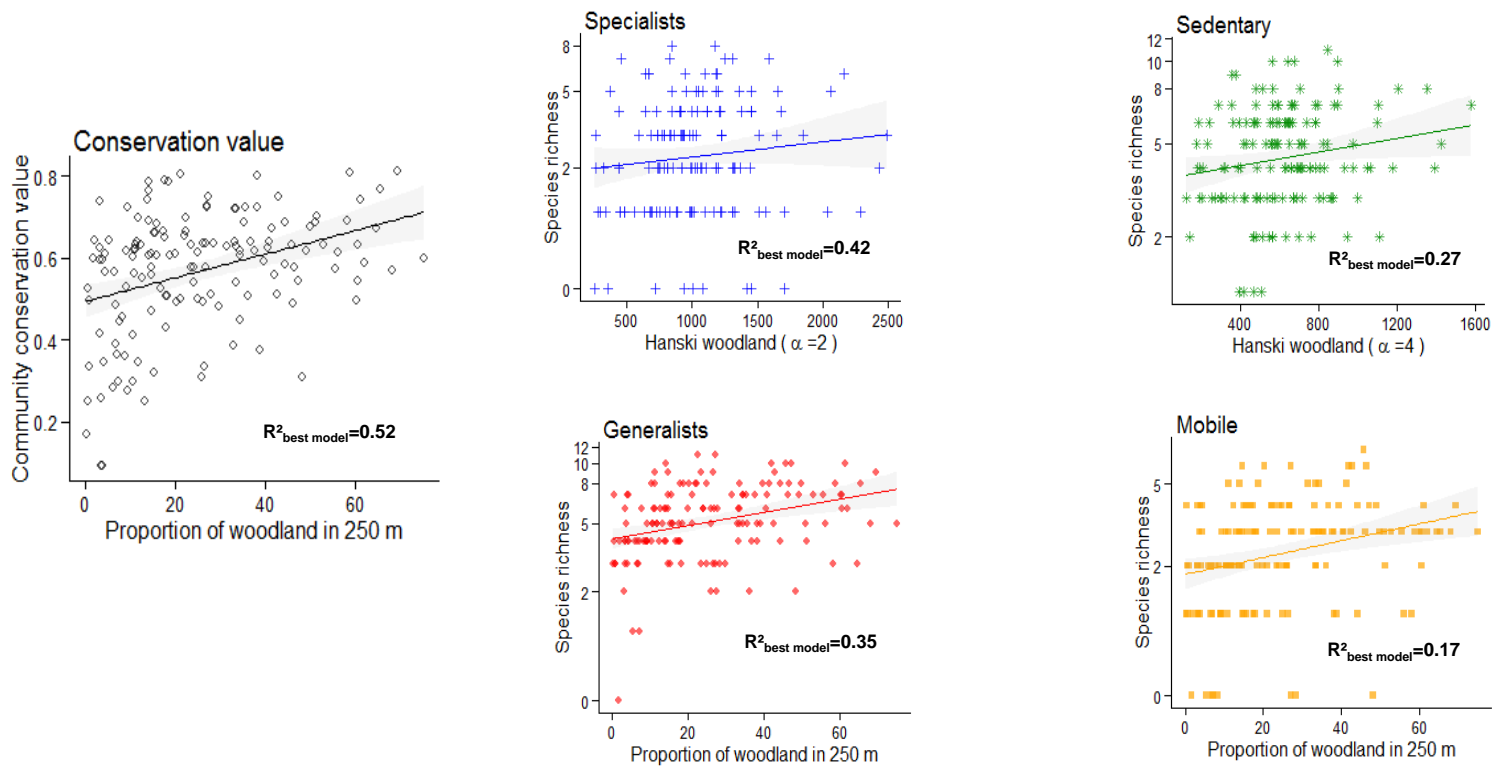 Conservation value
Community conservation value
0.8
0.6
0.4
0.2
0 20 40 60
Proportion of woodland in 250 m
R²best model=0.52
Specialists
Species richness
8
5
2
0
500 1000 1500 2000 2500
Hanski woodland ( α =2 )
R²best model=0.42
Sedentary
Species richness
12
10
8
5
2
400 800 1200 1600
Hanski woodland ( α =4 )
R²best model=0.27
Generalists
Species richness
12
10
8
5
2
0
0 20 40 60
Proportion of woodland in 250 m
R²best model=0.35
Mobile
Species richness
5
2
0
0 20 40 60
Proportion of woodland in 250 m
R²best model=0.17